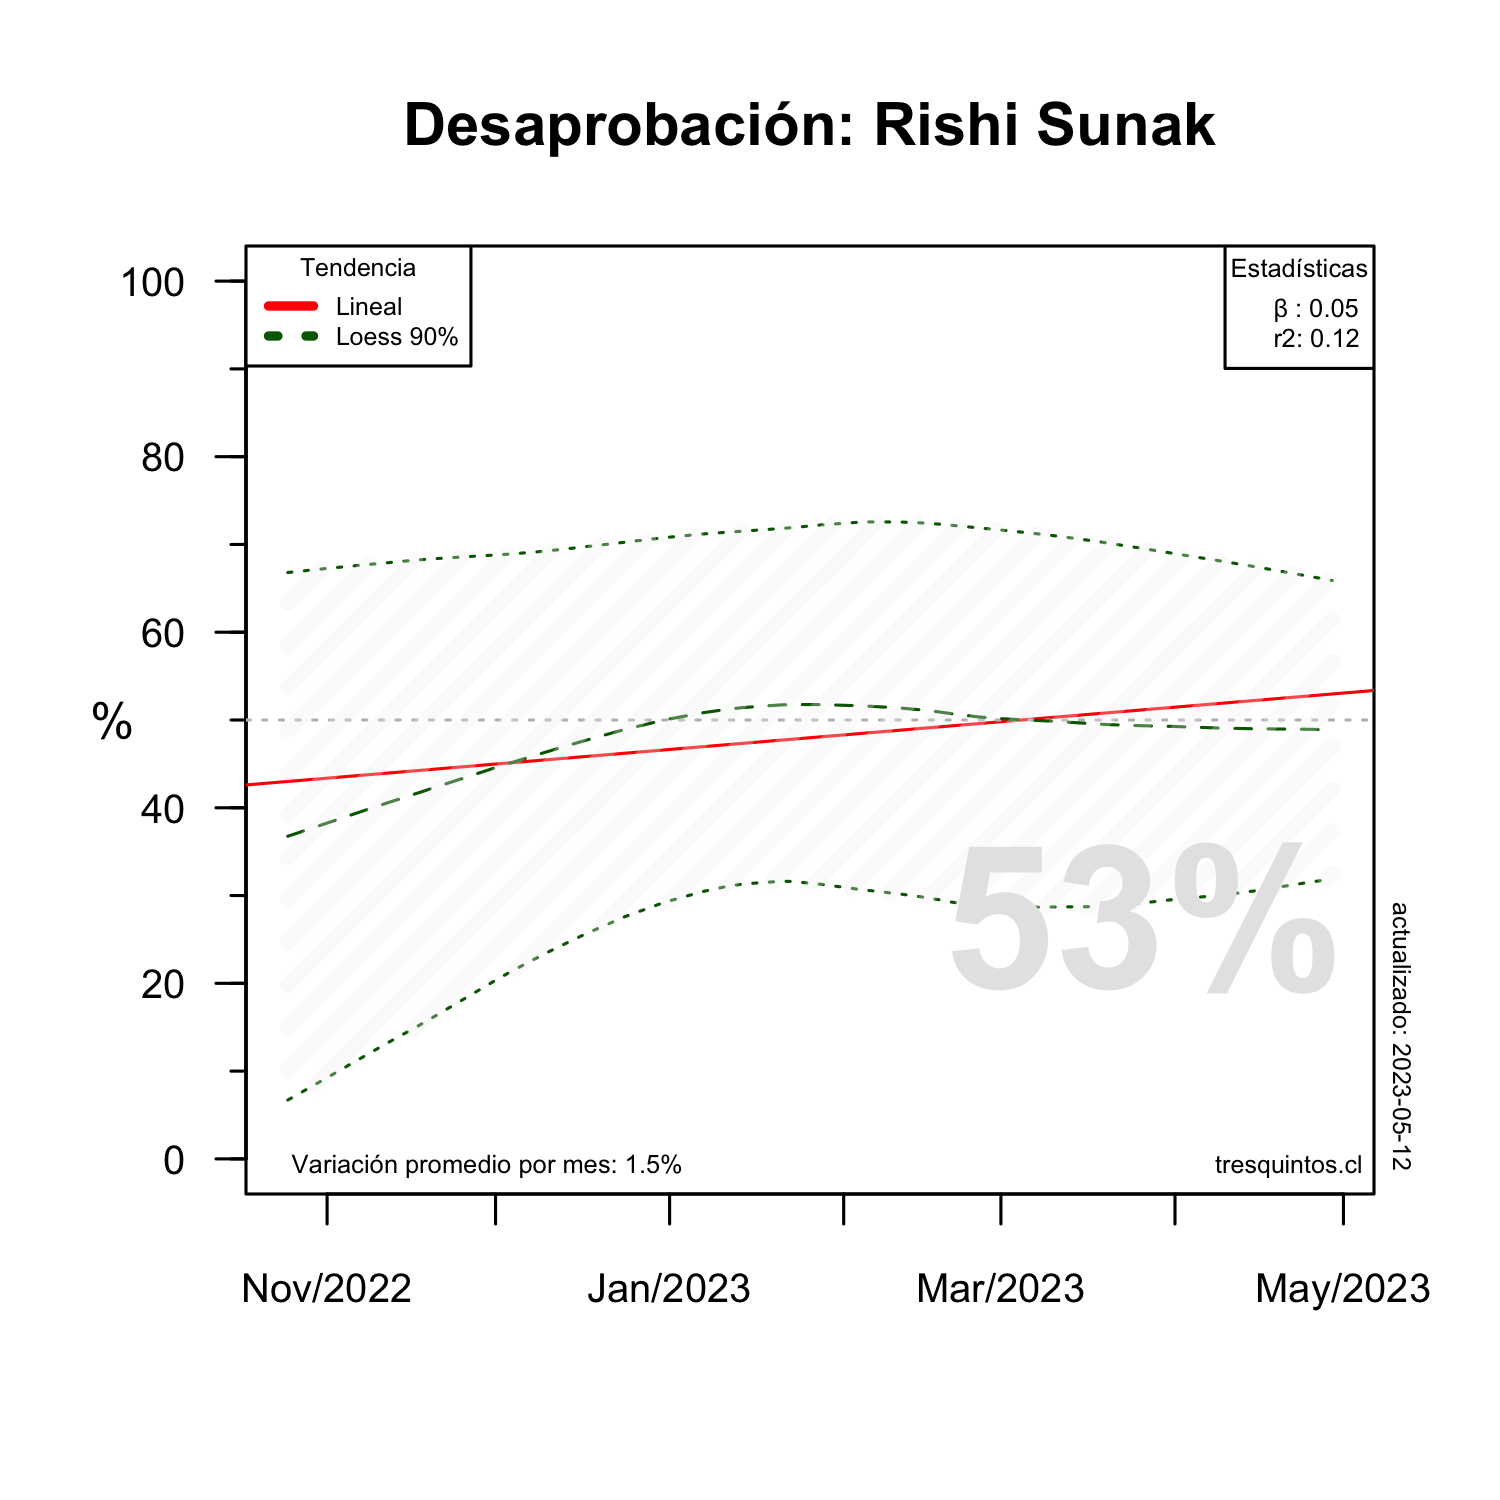 Desaprobación: Rishi Sunak
Tendencia
Lineal
Loess 90%
Estadísticas
β : 0.05
r2: 0.12
100
80
60
40
20
0
%
53%
Variación promedio por mes: 1.5%
tresquintos.cl
actualizado: 2023-05-12
Nov/2022
Jan/2023
Mar/2023
May/2023